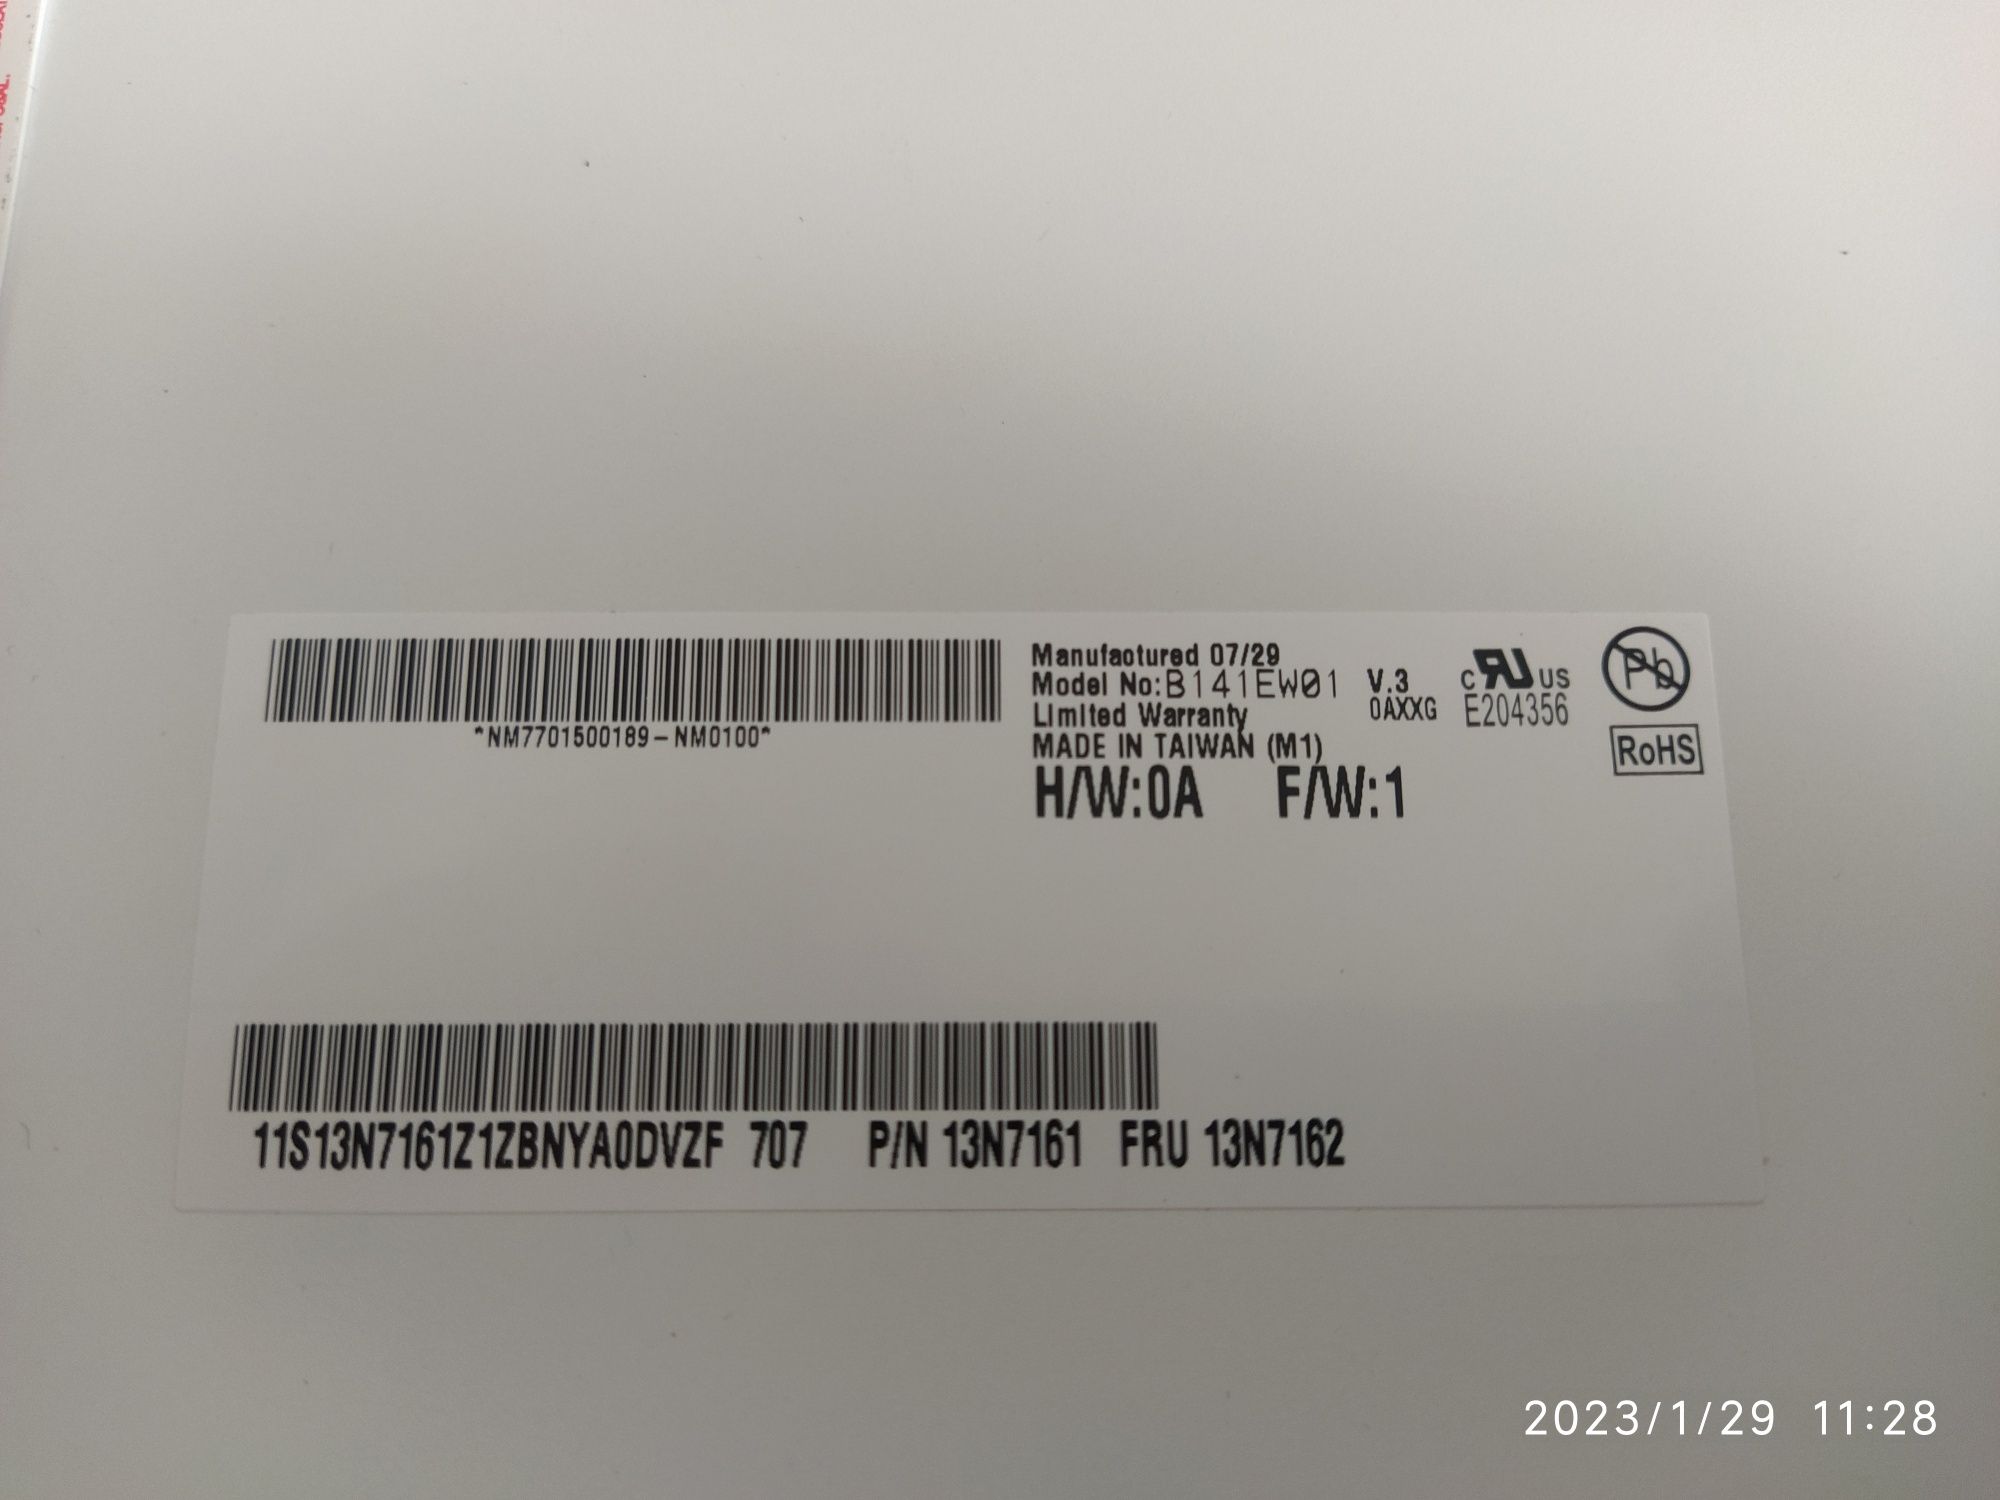 *NM7701500189-NM0100*
Manufactured 07/29
Model No:B141EW01 V.3
Limited Warranty 0AXXG
MADE IN TAIWAN (M1)
H/W:0A F/W:1
c RU US
E204356
Pb
RoHS
11S13N7161Z1ZBNYA0DVZF 707 P/N 13N7161 FRU 13N7162
2023/1/29 11:28